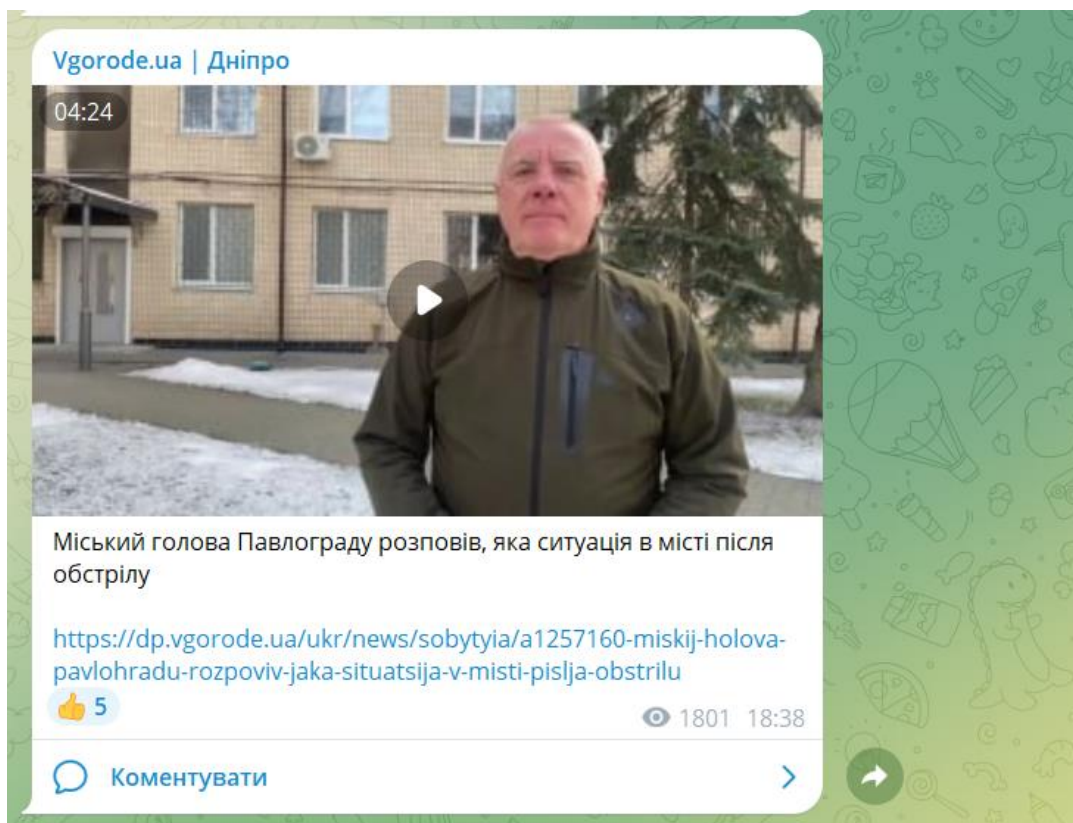 Vgorode.ua | Дніпро
04:24
Міський голова Павлограду розповів, яка ситуація в місті після
обстрілу
https://dp.vgorode.ua/ukr/news/sobytyia/a1257160-miskij-holova-
pavlohradu-rozpoviv-jaka-situatsija-v-misti-pislja-obstrilu
5
1801 18:38
Коментувати